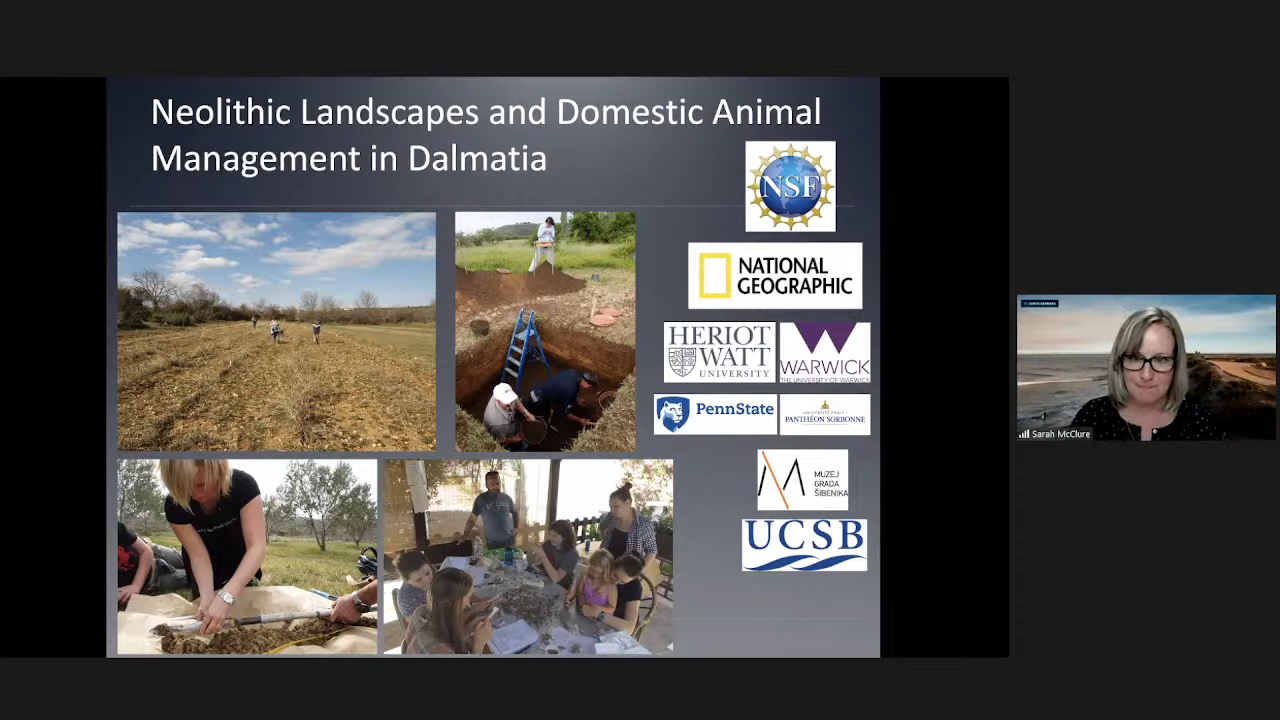 Neolithic Landscapes and Domestic Animal
Management in Dalmatia
NSF
NATIONAL
GEOGRAPHIC
HERIOT
WATT
UNIVERSITY
WARWICK
THE UNIVERSITY OF WARWICK
PennState
UNIVERSITÉ PARIS 1
PANTHÉON SORBONNE
MUZEJ
GRADA
ŠIBENIKA
UCSB
Sarah McClure